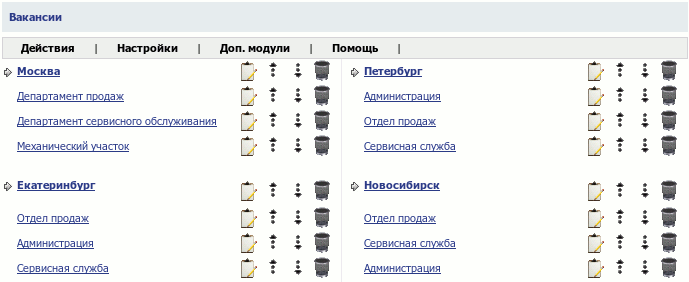 Вакансии
Действия | Настройки | Доп. модули | Помощь |
Москва
Департамент продаж
Департамент сервисного обслуживания
Механический участок
Петербург
Администрация
Отдел продаж
Сервисная служба
Екатеринбург
Отдел продаж
Администрация
Сервисная служба
Новосибирск
Отдел продаж
Сервисная служба
Администрация